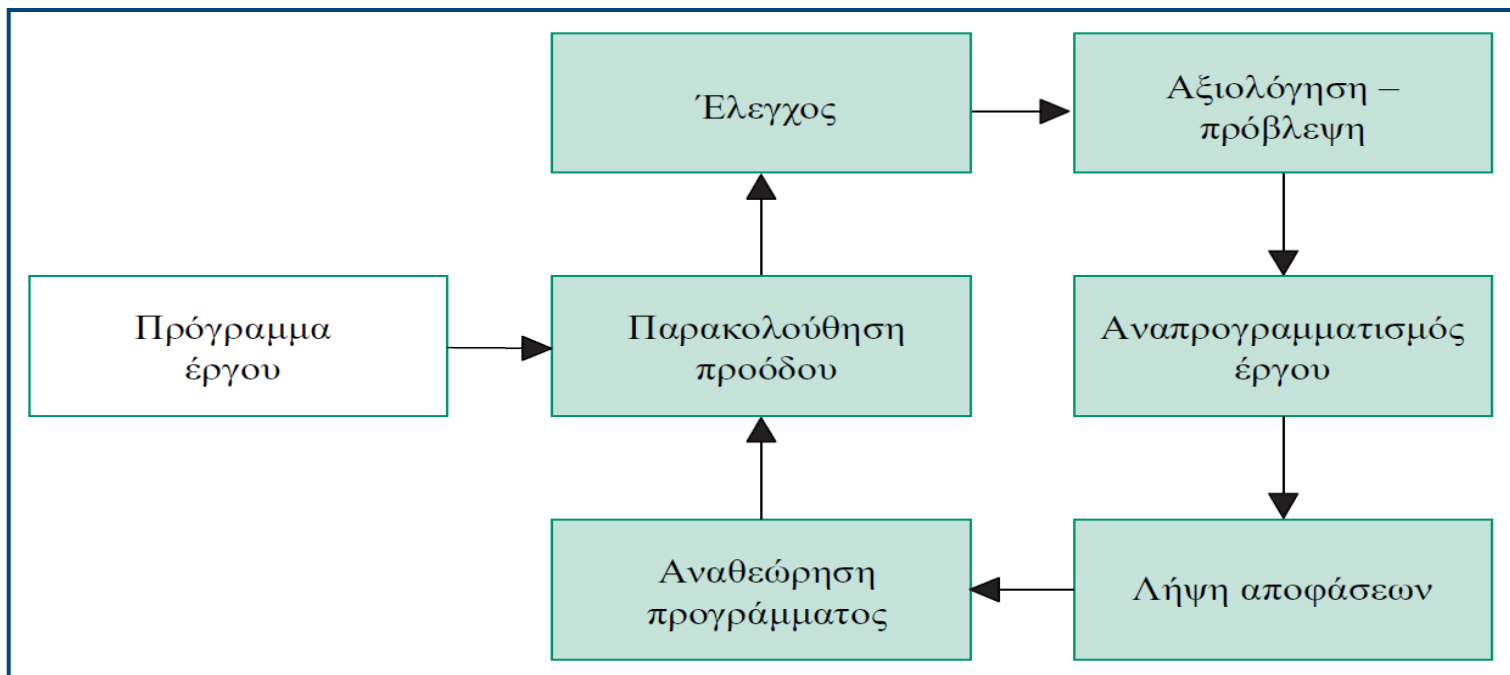 Έλεγχος
Αξιολόγηση –
πρόβλεψη
Πρόγραμμα
έργου
Παρακολούθηση
προόδου
Αναπρογραμματισμός
έργου
Αναθεώρηση
προγράμματος
Λήψη αποφάσεων